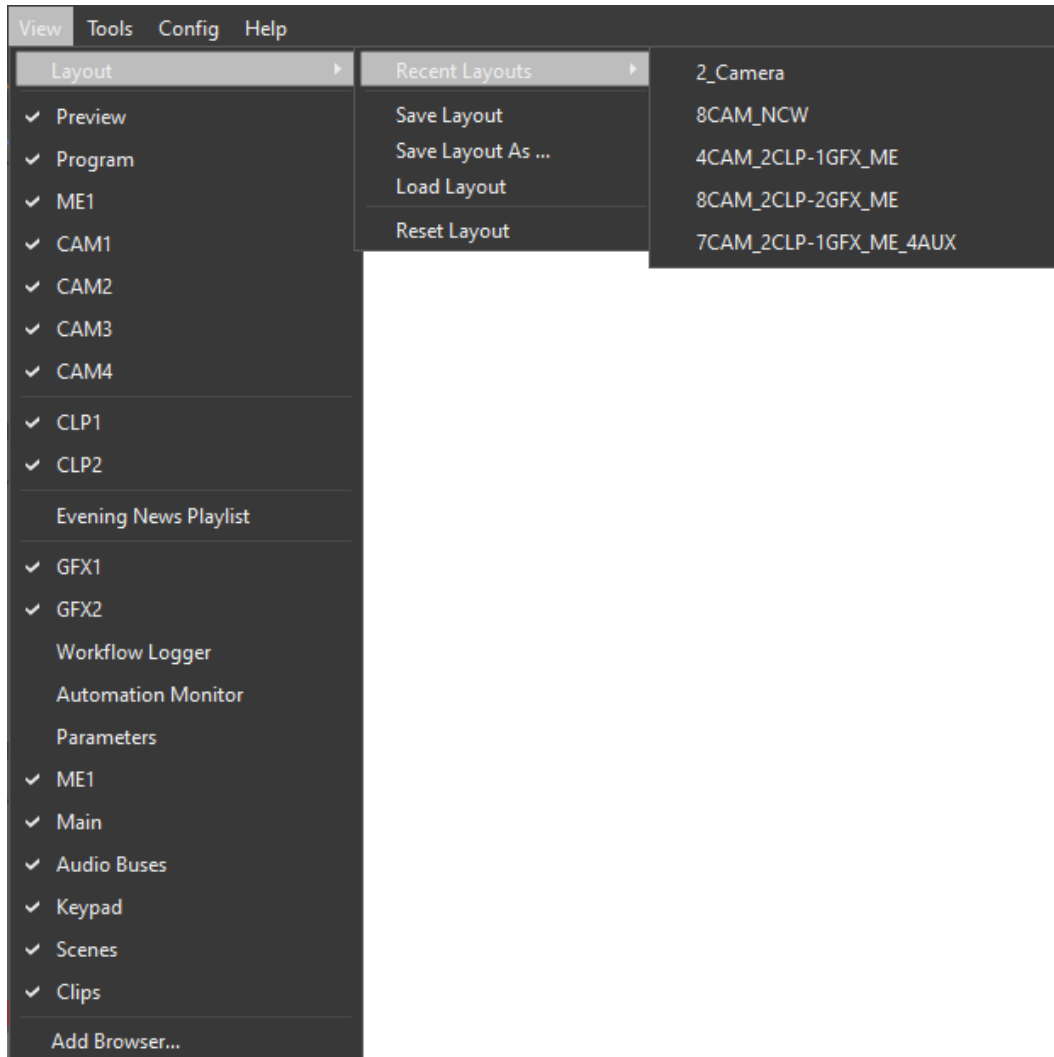 View Tools Config Help
Layout
Preview
Program
ME1
CAM1
CAM2
CAM3
CAM4
CLP1
CLP2
Evening News Playlist
GFX1
GFX2
Workflow Logger
Automation Monitor
Parameters
ME1
Main
Audio Buses
Keypad
Scenes
Clips
Add Browser...
Recent Layouts
Save Layout
Save Layout As ...
Load Layout
Reset Layout
2_Camera
8CAM_NCW
4CAM_2CLP-1GFX_ME
8CAM_2CLP-2GFX_ME
7CAM_2CLP-1GFX_ME_4AUX